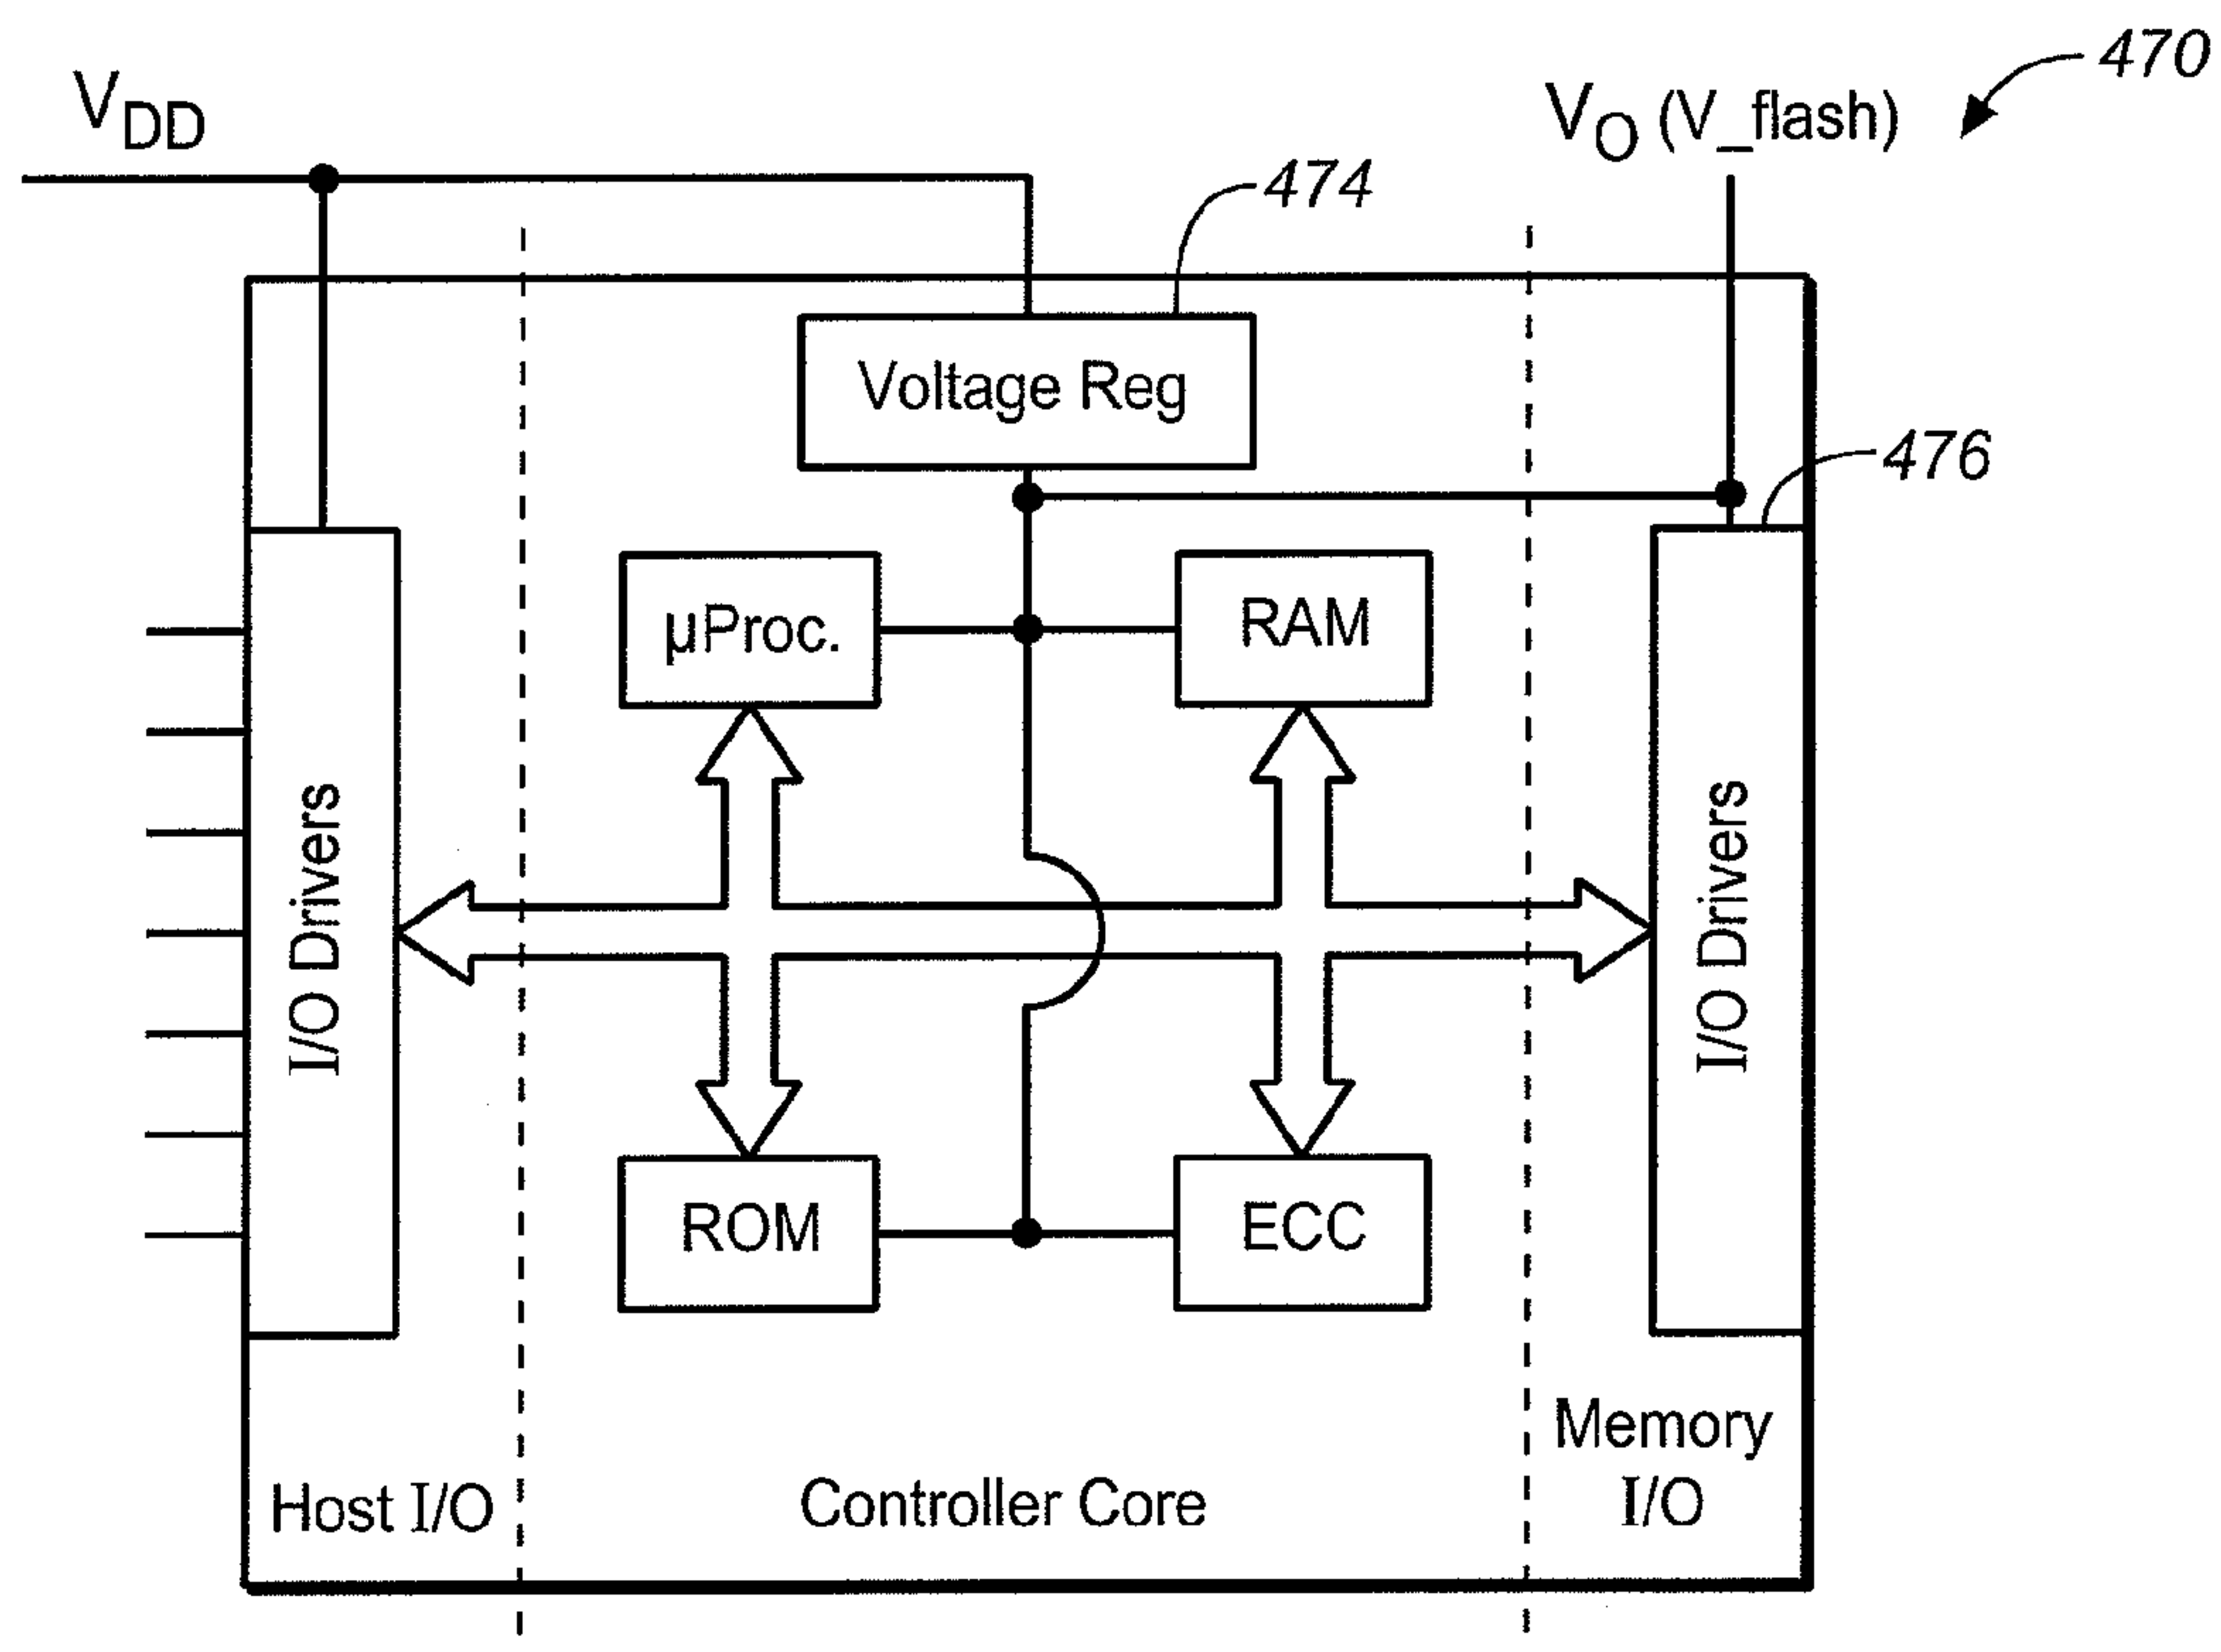 470
V_DD
V_O (V_flash)
474
Voltage Reg
476
µProc.
RAM
I/O Drivers
I/O Drivers
ROM
ECC
Memory
I/O
Host I/O
Controller Core